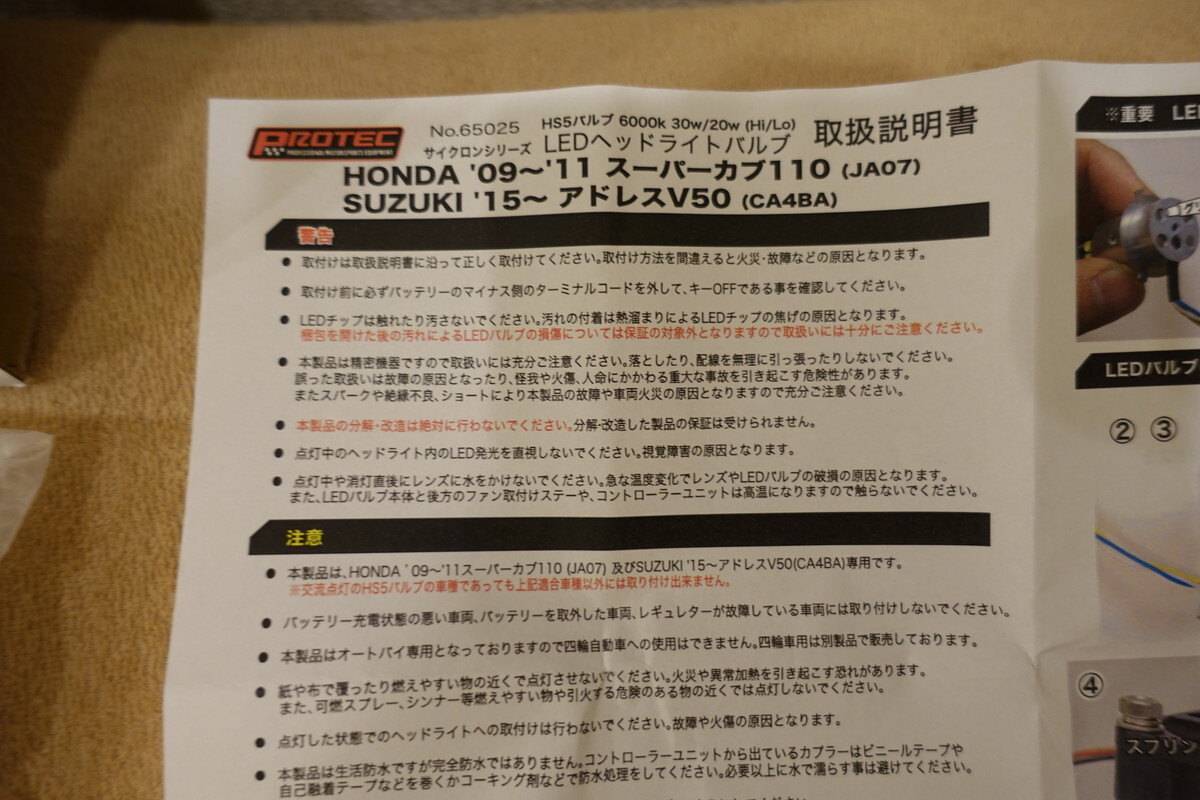 PROTEC
PROFESSIONAL MOTORSPORTS EQUIPMENT
No.65025 HS5バルブ 6000k 30w/20w (Hi/Lo)
サイクロンシリーズ LEDヘッドライトバルブ 取扱説明書
HONDA '09〜'11 スーパーカブ110 (JA07)
SUZUKI '15〜 アドレスV50 (CA4BA)
警告
● 取付けは取扱説明書に沿って正しく取付けてください。取付け方法を間違えると火災・故障などの原因となります。
● 取付け前に必ずバッテリーのマイナス側のターミナルコードを外して、キーOFFである事を確認してください。
● LEDチップは触れたり汚さないでください。汚れの付着は熱溜まりによるLEDチップの焦げの原因となります。
梱包を開けた後の汚れによるLEDバルブの損傷については保証の対象外となりますので取扱いには十分にご注意ください。
● 本製品は精密機器ですので取扱いには充分ご注意ください。落としたり、配線を無理に引っ張ったりしないでください。
誤った取扱いは故障の原因となったり、怪我や火傷、人命にかかわる重大な事故を引き起こす危険性があります。
またスパークや絶縁不良、ショートにより本製品の故障や車両火災の原因となりますので充分ご注意ください。
● 本製品の分解・改造は絶対に行わないでください。分解・改造した製品の保証は受けられません。
● 点灯中のヘッドライト内のLED発光を直視しないでください。視覚障害の原因となります。
● 点灯中や消灯直後にレンズに水をかけないでください。急な温度変化でレンズやLEDバルブの破損の原因となります。
また、LEDバルブ本体と後方のファン取付けステーや、コントローラーユニットは高温になりますので触らないでください。
注意
● 本製品は、HONDA '09〜'11スーパーカブ110 (JA07) 及びSUZUKI '15〜アドレスV50(CA4BA)専用です。
※交流点灯のHS5バルブの車種であっても上記適合車種以外には取り付け出来ません。
● バッテリー充電状態の悪い車両、バッテリーを取外した車両、レギュレターが故障している車両には取り付けしないでください。
● 本製品はオートバイ専用となっておりますので四輪自動車への使用はできません。四輪車用は別製品で販売しております。
● 紙や布で覆ったり燃えやすい物の近くで点灯させないでください。火災や異常加熱を引き起こす恐れがあります。
また、可燃スプレー、シンナー等燃えやすい物や引火する危険のある物の近くでは点灯しないでください。
● 点灯した状態でのヘッドライトへの取付けは行わないでください。故障や火傷の原因となります。
● 本製品は生活防水ですが完全防水ではありません。コントローラーユニットから出ているカプラーはビニールテープや
自己融着テープなどを巻くかコーキング剤などで防水処理をしてください。必要以上に水で濡らす事は避けてください。
※重要 LE
LEDバルブ
② ③
④
スプリン